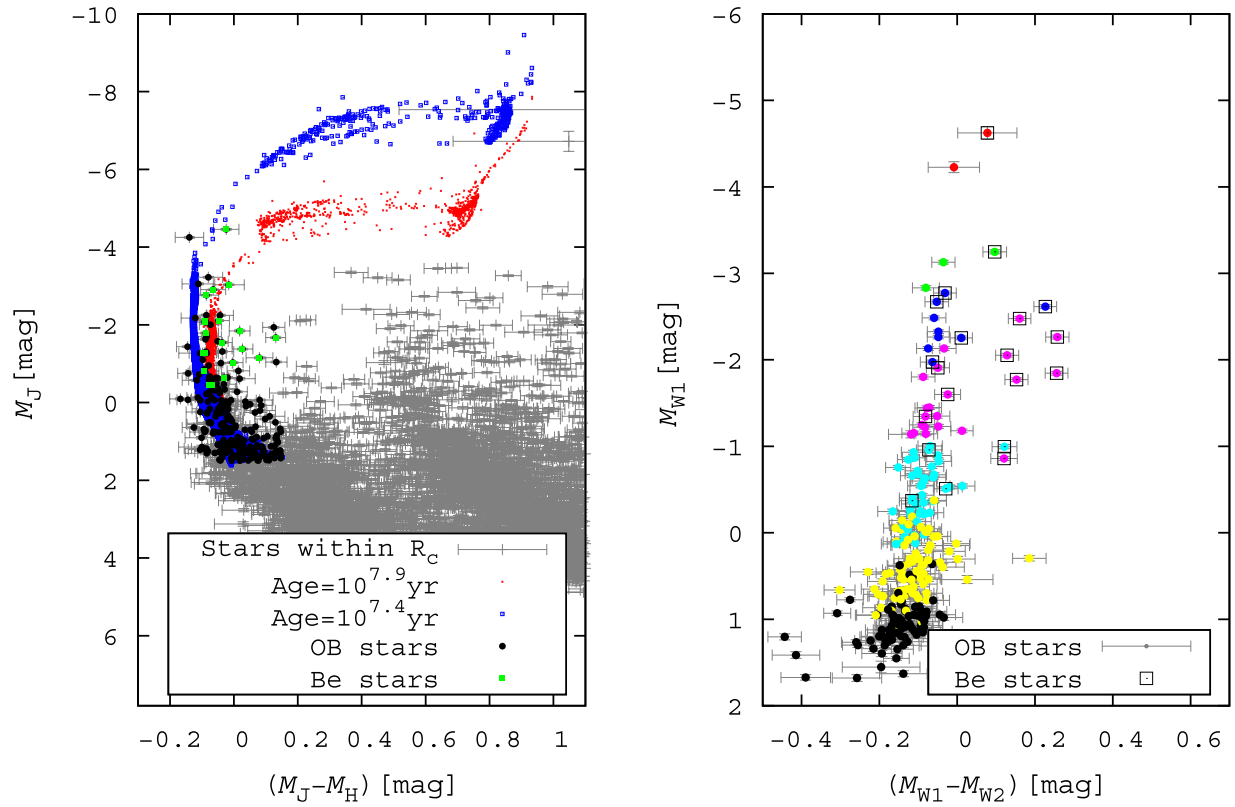 -10
-8
-6
-4
-2
0
2
4
6
M_J [mag]
Stars within R_C
Age=10^7.9 yr
Age=10^7.4 yr
OB stars
Be stars
-0.2 0 0.2 0.4 0.6 0.8 1
(M_J-M_H) [mag]
-6
-5
-4
-3
-2
-1
0
1
2
M_W1 [mag]
OB stars
Be stars
-0.4 -0.2 0 0.2 0.4 0.6
(M_W1-M_W2) [mag]